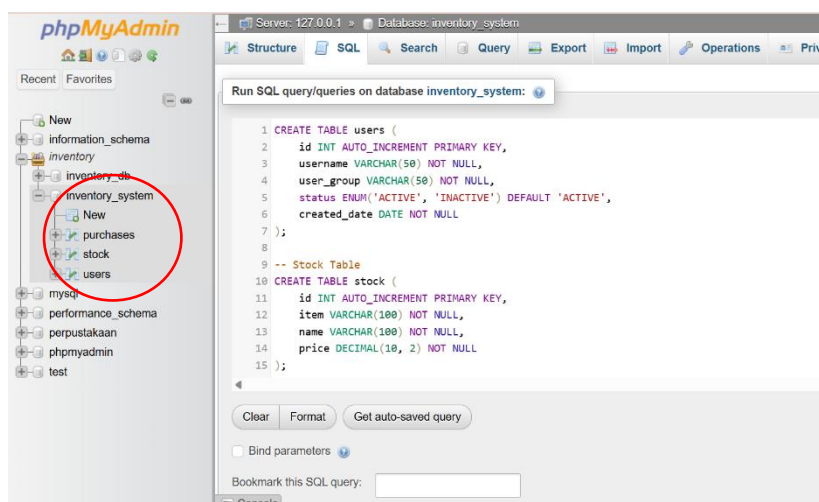 phpMyAdmin
Recent Favorites
New
information_schema
inventory
inventory_db
inventory_system
New
purchases
stock
users
mysql
performance_schema
perpustakaan
phpmyadmin
test
Server: 127.0.0.1 » Database: inventory_system
Structure SQL Search Query Export Import Operations Priv
Run SQL query/queries on database inventory_system:
1 CREATE TABLE users (
2 id INT AUTO_INCREMENT PRIMARY KEY,
3 username VARCHAR(50) NOT NULL,
4 user_group VARCHAR(50) NOT NULL,
5 status ENUM('ACTIVE', 'INACTIVE') DEFAULT 'ACTIVE',
6 created_date DATE NOT NULL
7 );
8
9 -- Stock Table
10 CREATE TABLE stock (
11 id INT AUTO_INCREMENT PRIMARY KEY,
12 item VARCHAR(100) NOT NULL,
13 name VARCHAR(100) NOT NULL,
14 price DECIMAL(10, 2) NOT NULL
15 );
Clear Format Get auto-saved query
Bind parameters
Bookmark this SQL query:
Console